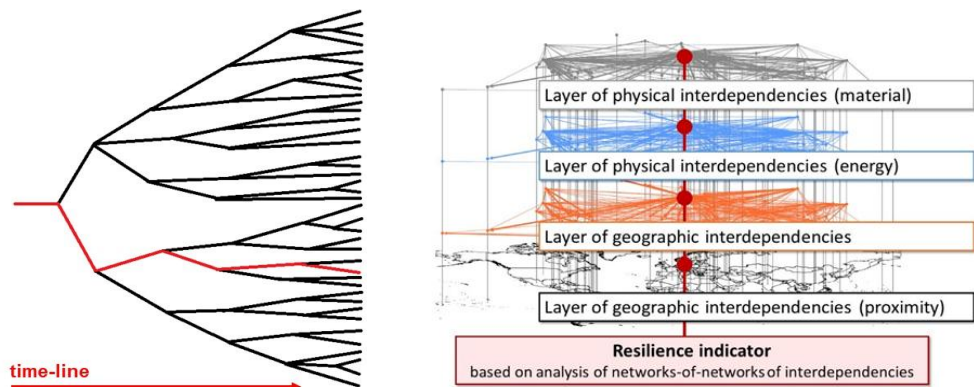 time-line
Layer of physical interdependencies (material)
Layer of physical interdependencies (energy)
Layer of geographic interdependencies
Layer of geographic interdependencies (proximity)
Resilience indicator
based on analysis of networks-of-networks of interdependencies